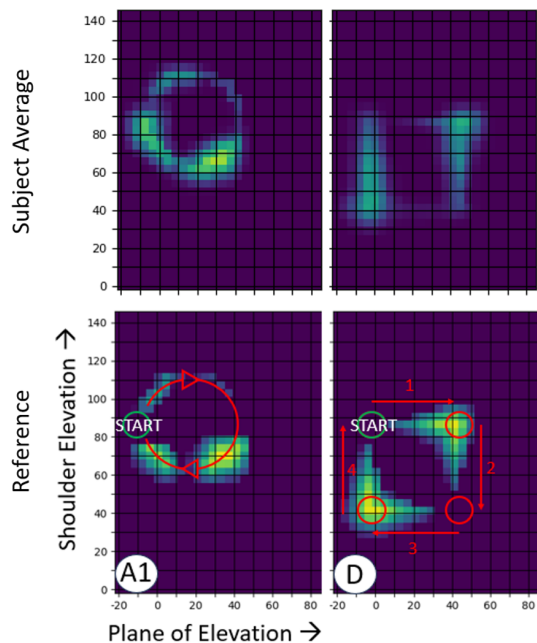 Subject Average
140
120
100
80
60
40
20
0
Reference
Shoulder Elevation →
140
120
100
80
60
40
20
0
START
A1
START
1
2
3
4
D
-20 0 20 40 60 80
-20 0 20 40 60 80
Plane of Elevation →